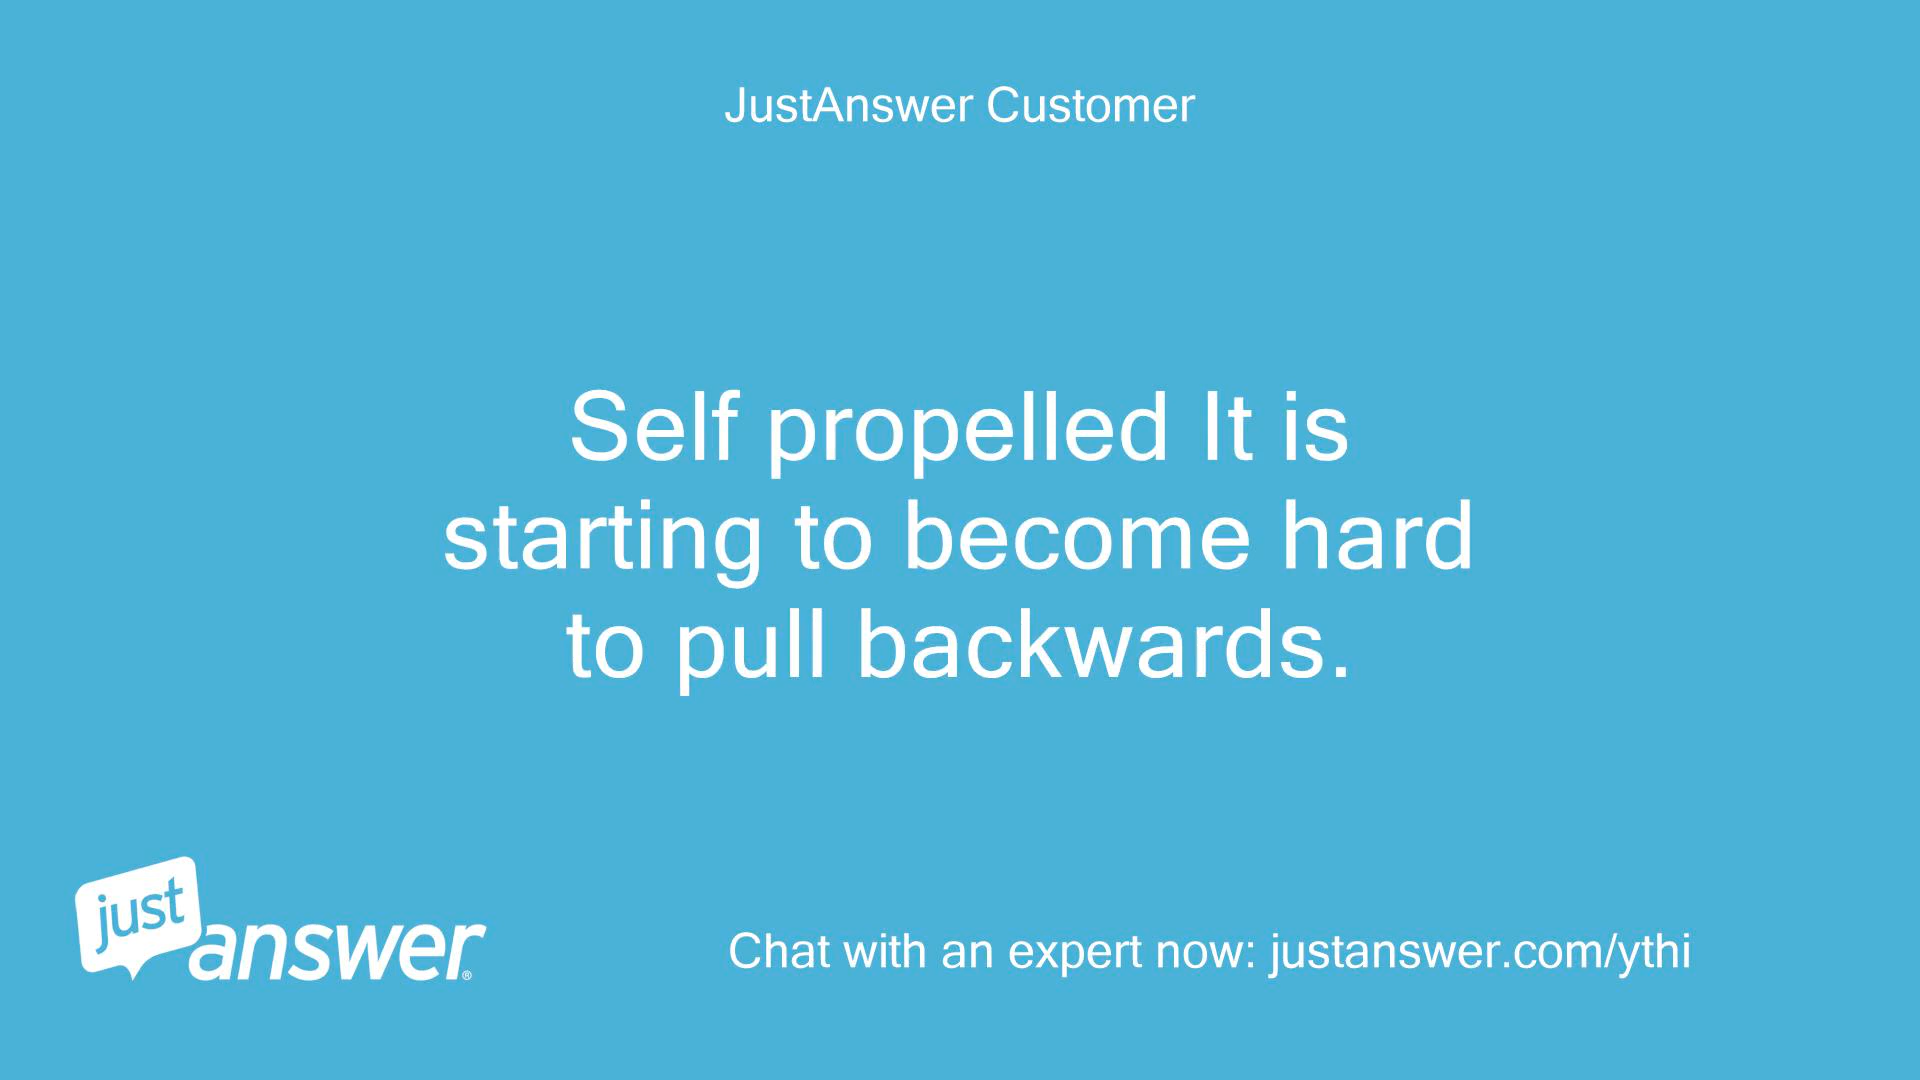 JustAnswer Customer
Self propelled It is
starting to become hard
to pull backwards.
just
answer®
Chat with an expert now: justanswer.com/ythi